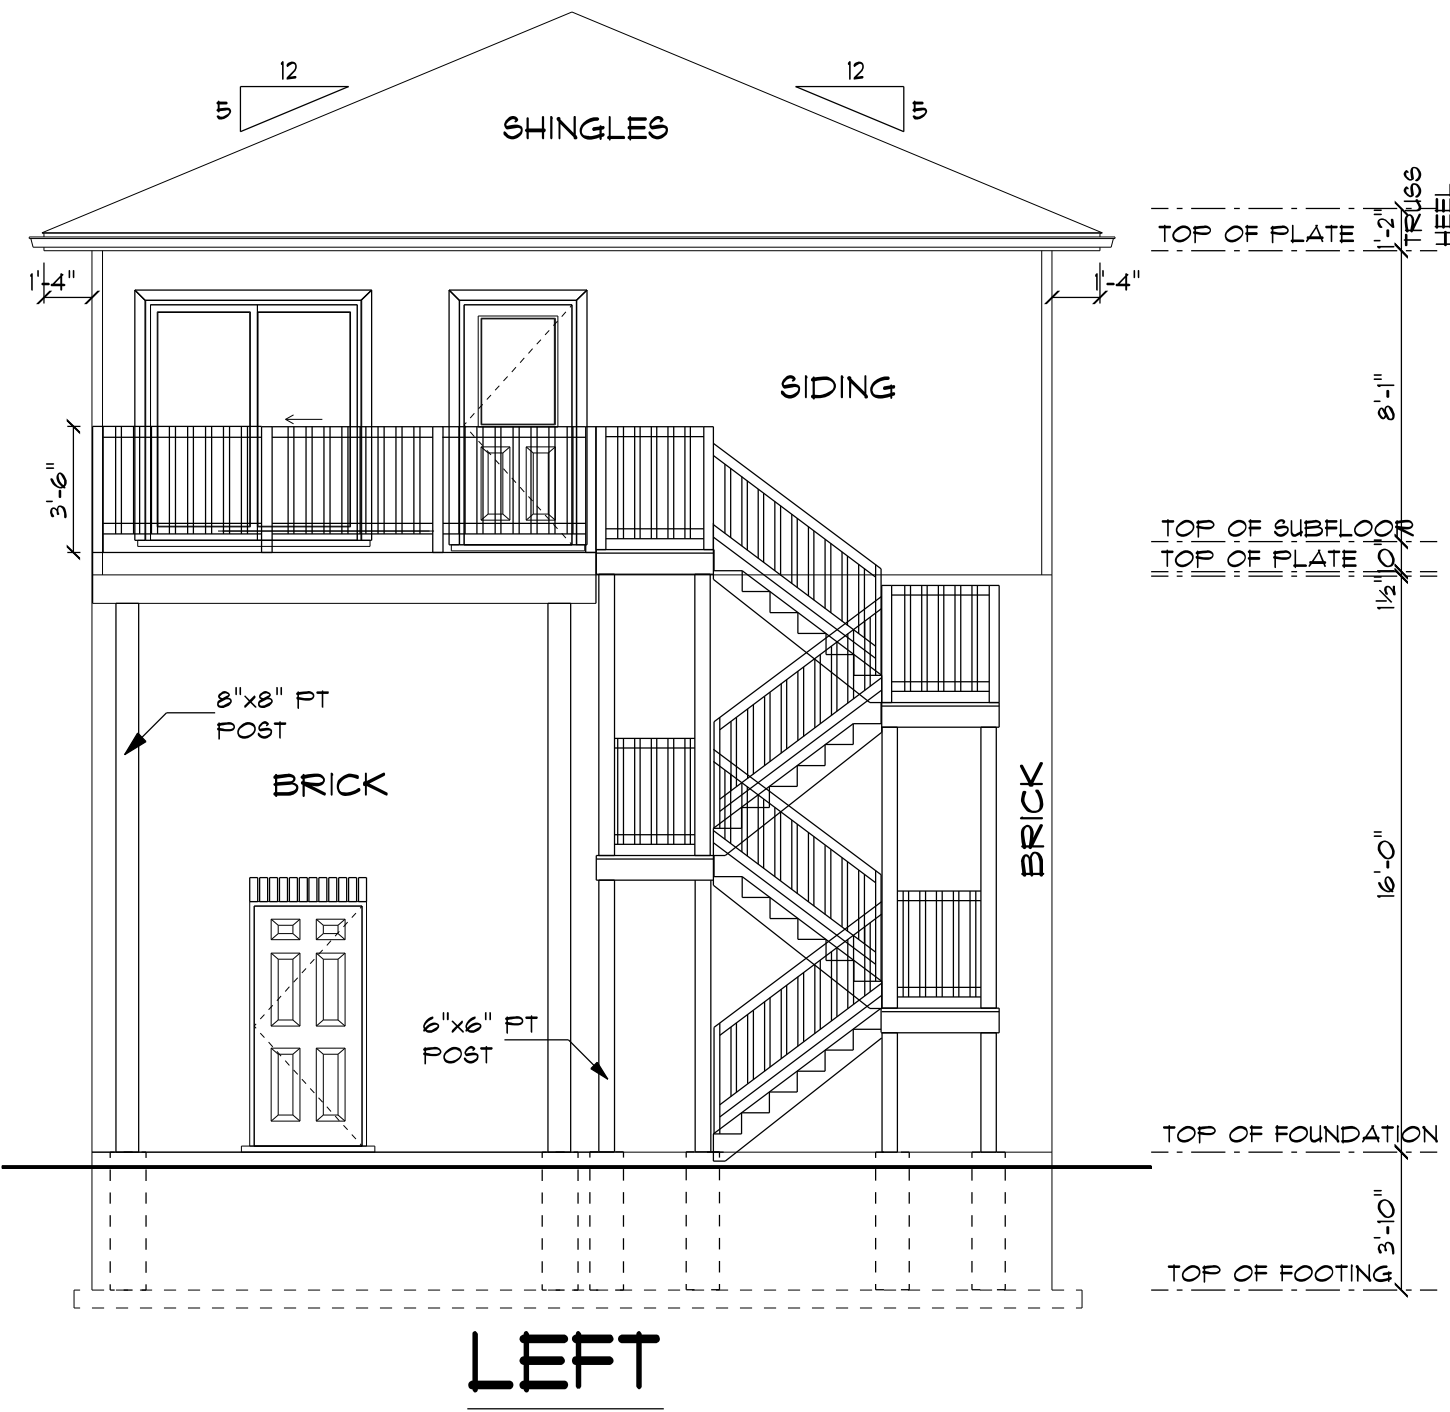 12
5
12
5
SHINGLES
TRUSS
HEEL
1'-2"
TOP OF PLATE
1'-4"
1'-4"
SIDING
8'-1"
3'-6"
TOP OF SUBFLOOR
TOP OF PLATE
10"
1½"
8"x8" PT
POST
BRICK
BRICK
16'-0"
6"x6" PT
POST
TOP OF FOUNDATION
3'-10"
TOP OF FOOTING
LEFT